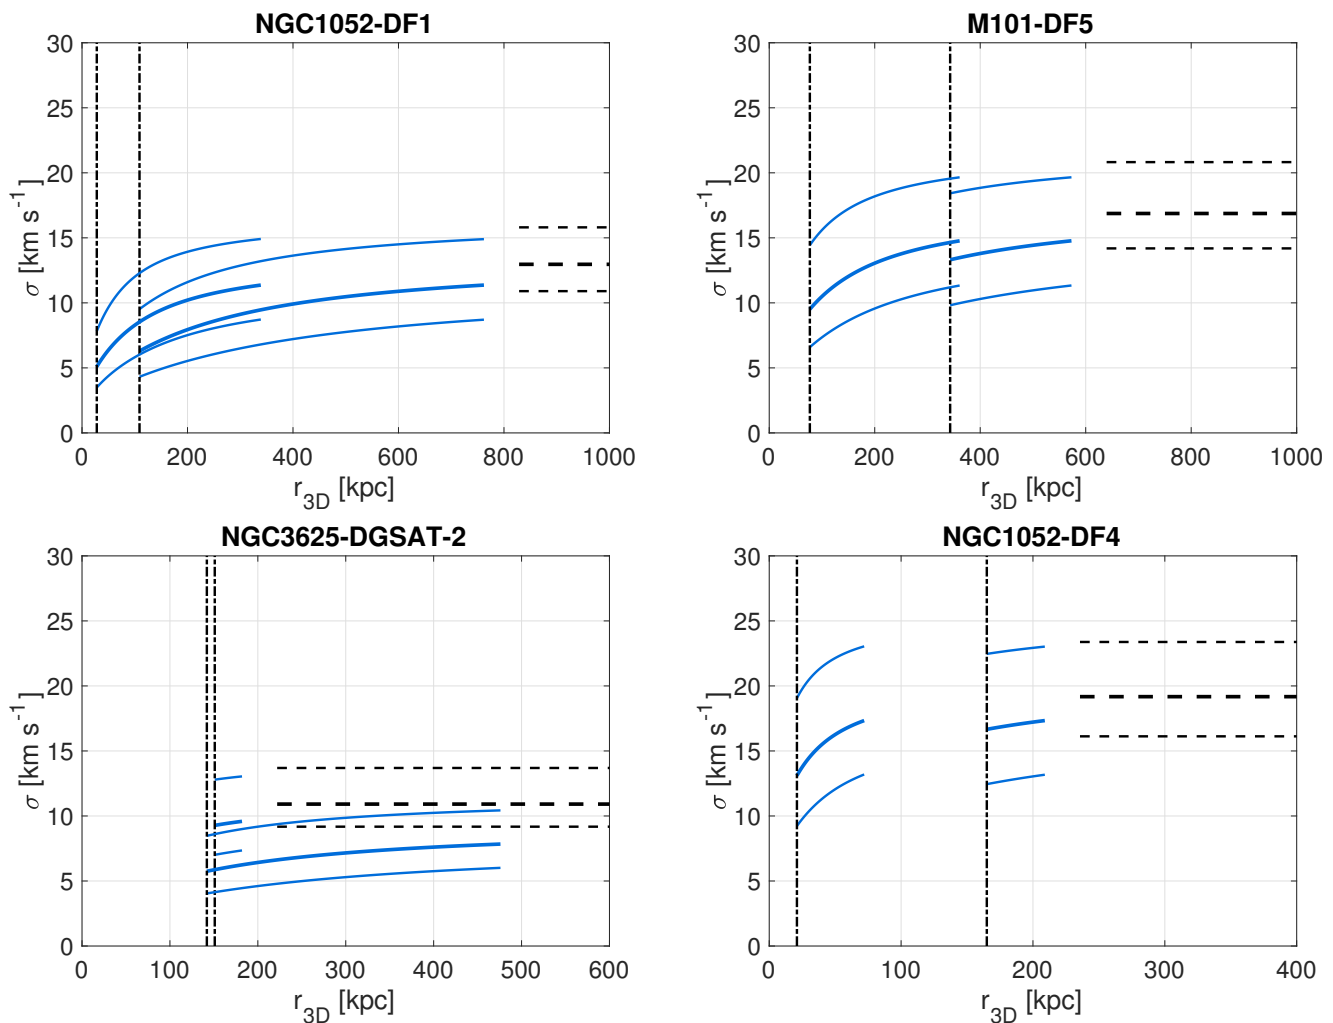 NGC1052-DF1
30
25
20
15
10
5
0
σ [km s⁻¹]
0 200 400 600 800 1000
r₃D [kpc]
M101-DF5
30
25
20
15
10
5
0
σ [km s⁻¹]
0 200 400 600 800 1000
r₃D [kpc]
NGC3625-DGSAT-2
30
25
20
15
10
5
0
σ [km s⁻¹]
0 100 200 300 400 500 600
r₃D [kpc]
NGC1052-DF4
30
25
20
15
10
5
0
σ [km s⁻¹]
0 100 200 300 400
r₃D [kpc]